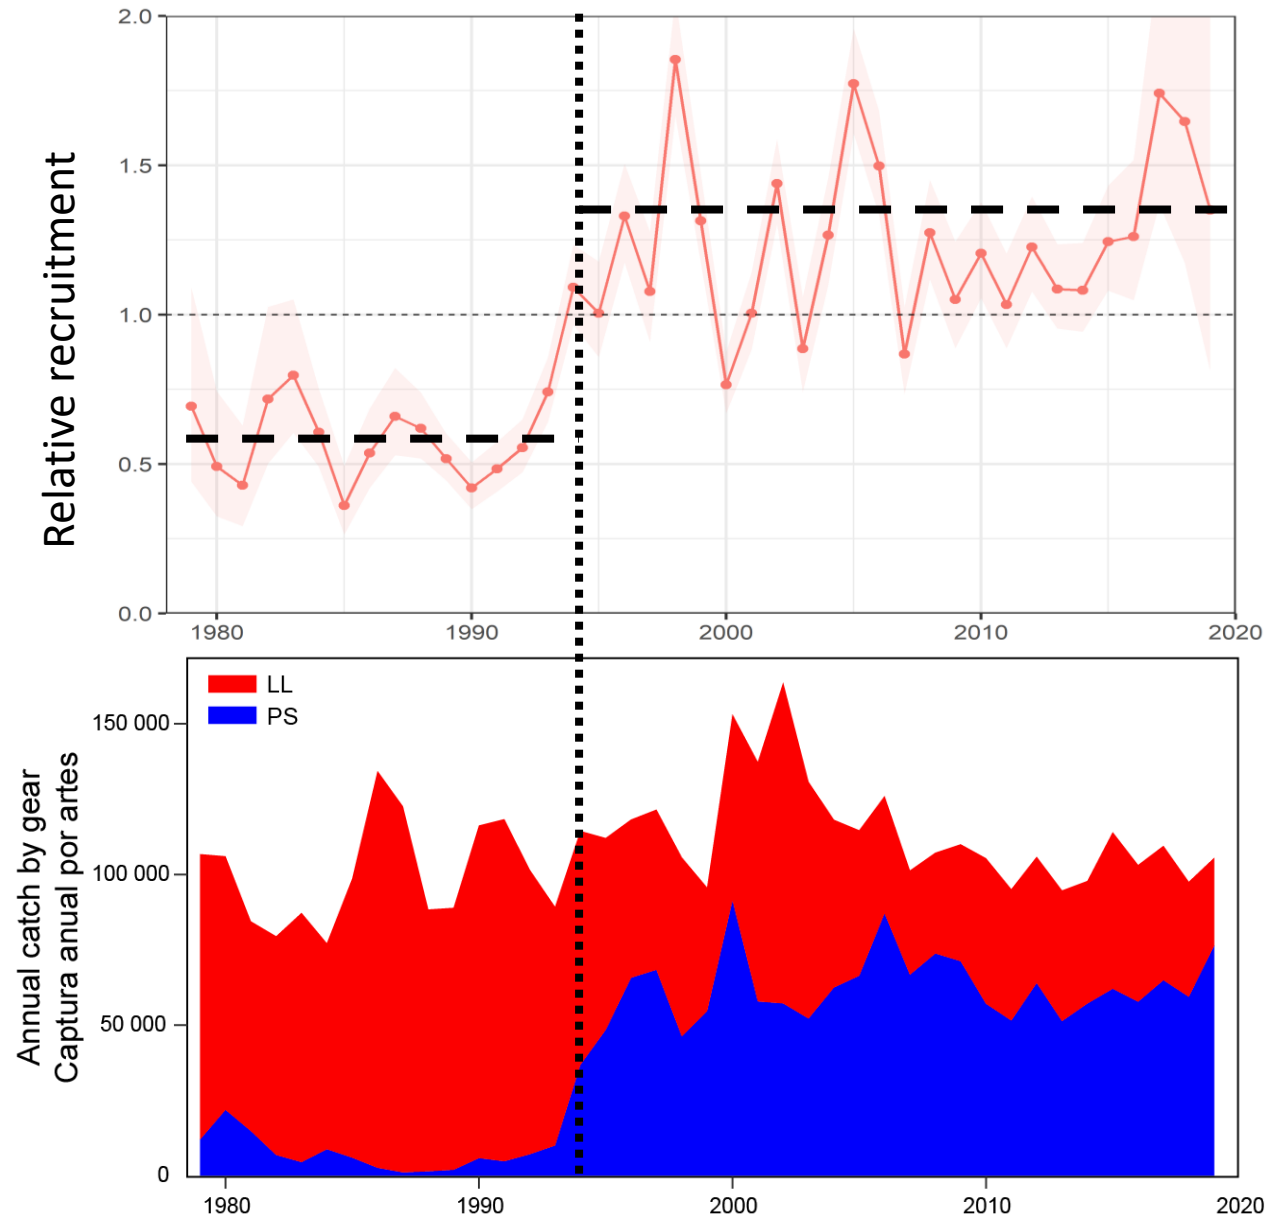 Relative recruitment
2.0
1.5
1.0
0.5
0.0
1980 1990 2000 2010 2020
LL
PS
Annual catch by gear
Captura anual por artes
150 000
100 000
50 000
0
1980 1990 2000 2010 2020